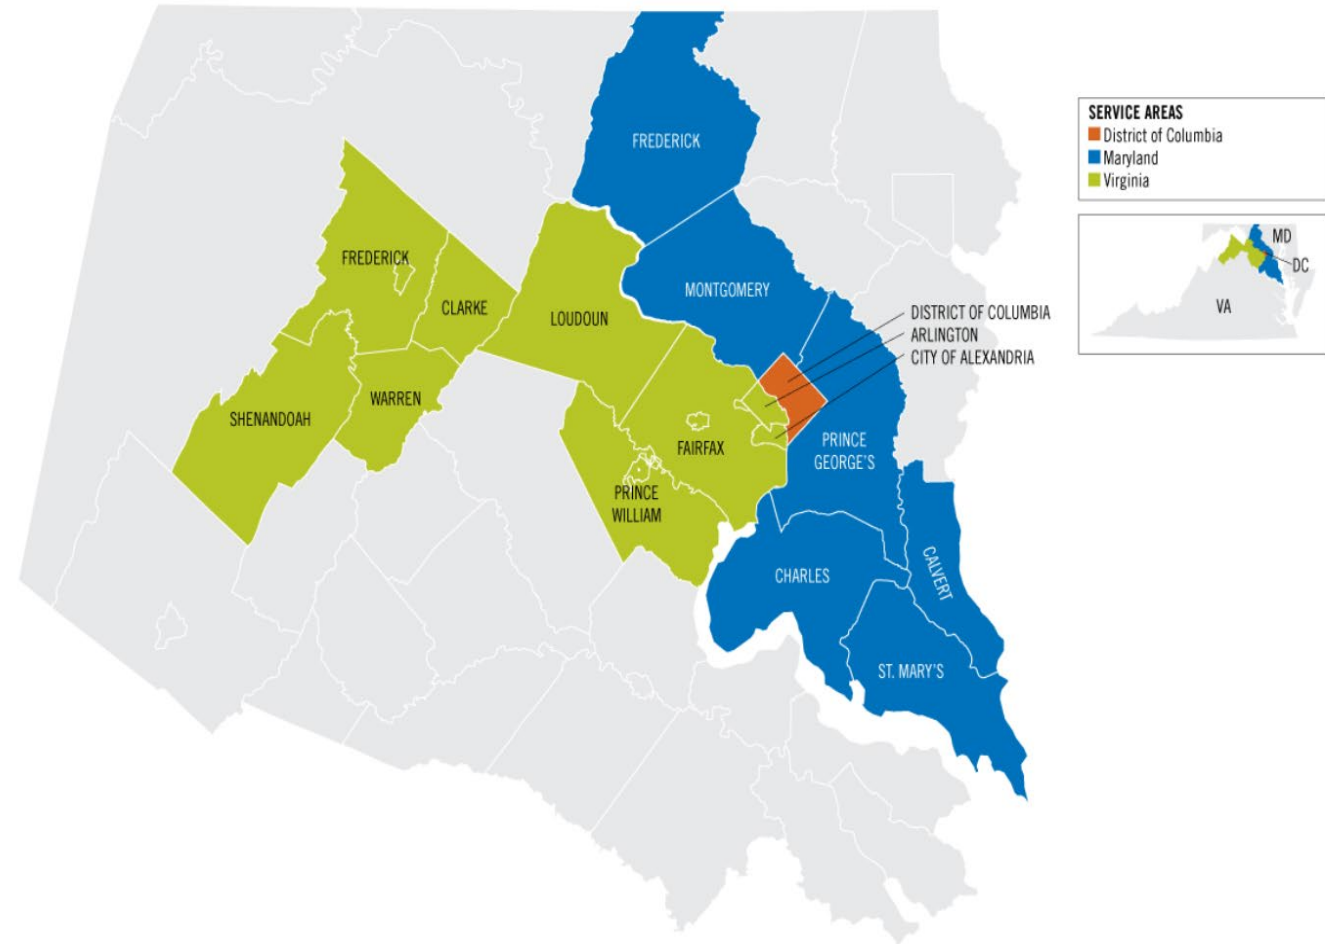 FREDERICK
SERVICE AREAS
District of Columbia
Maryland
Virginia
MD
DC
VA
FREDERICK
CLARKE
LOUDOUN
MONTGOMERY
DISTRICT OF COLUMBIA
ARLINGTON
CITY OF ALEXANDRIA
SHENANDOAH
WARREN
FAIRFAX
PRINCE
GEORGE'S
PRINCE
WILLIAM
CHARLES
CALVERT
ST. MARY'S